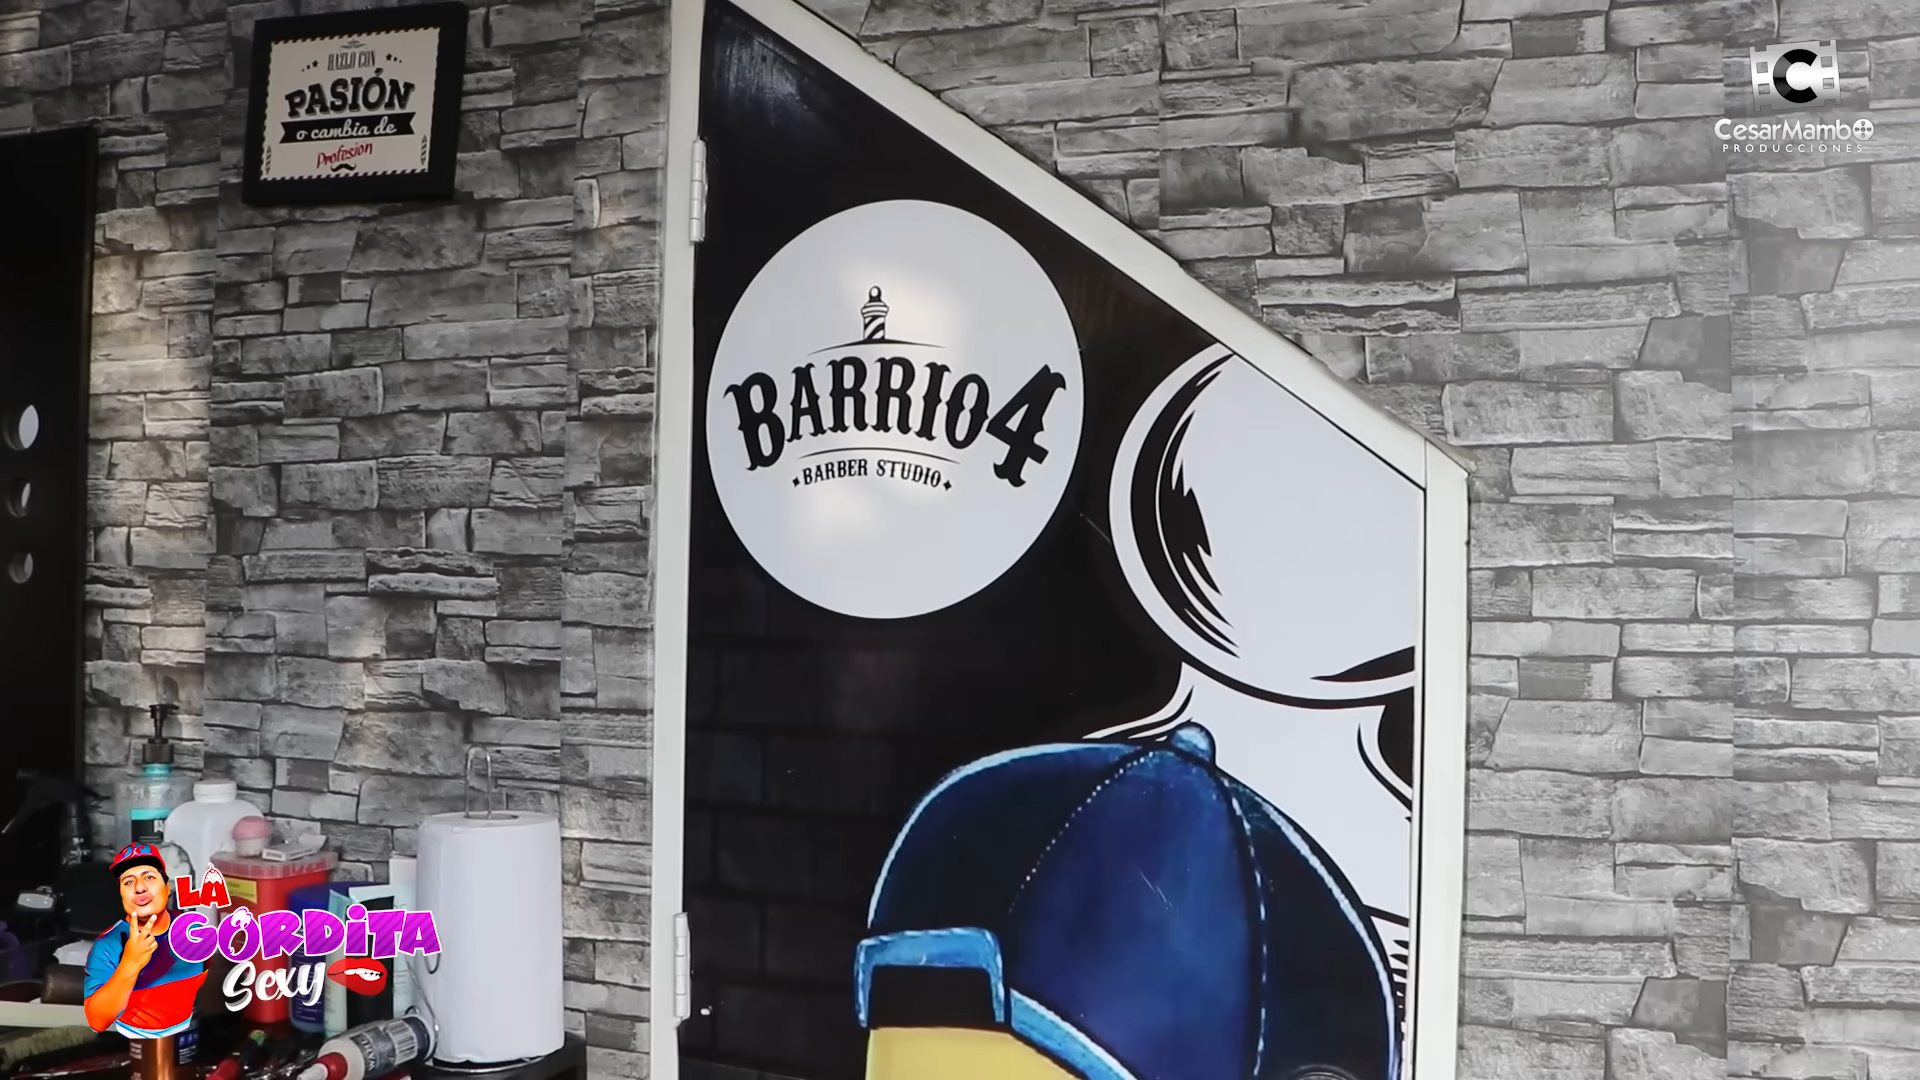 HAZLO CON
PASIÓN
o cambia de
Profesion
CesarMambo
PRODUCCIONES
BARRIO4
BARBER STUDIO
LA
GORDITA
Sexy